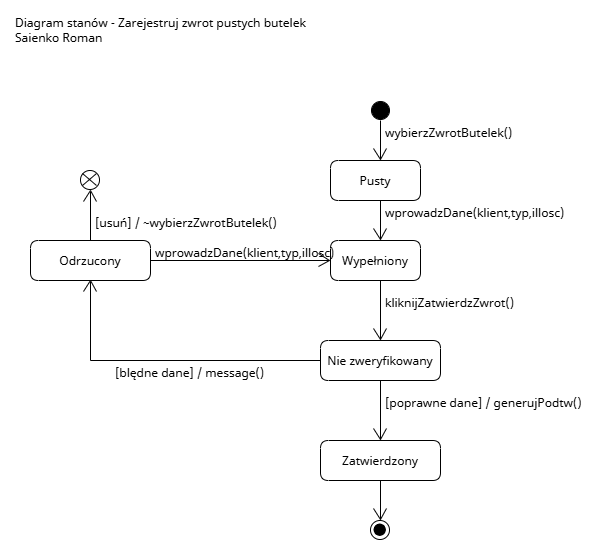 Diagram stanów - Zarejestruj zwrot pustych butelek
Saienko Roman
wybierzZwrotButelek()
Pusty
wprowadzDane(klient,typ,illosc)
[usuń] / ~wybierzZwrotButelek()
Odrzucony
wprowadzDane(klient,typ,illosc)
Wypełniony
kliknijZatwierdzZwrot()
Nie zweryfikowany
[błędne dane] / message()
[poprawne dane] / generujPodtw()
Zatwierdzony